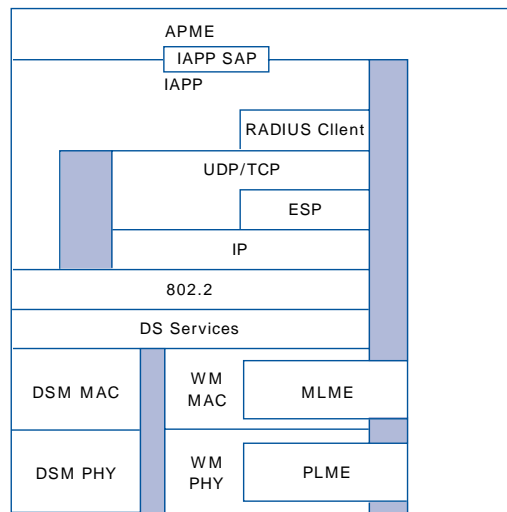 APME
IAPP SAP
IAPP
RADIUS Cllent
UDP/TCP
ESP
IP
802.2
DS Services
DSM MAC
WM
MAC
MLME
DSM PHY
WM
PHY
PLME